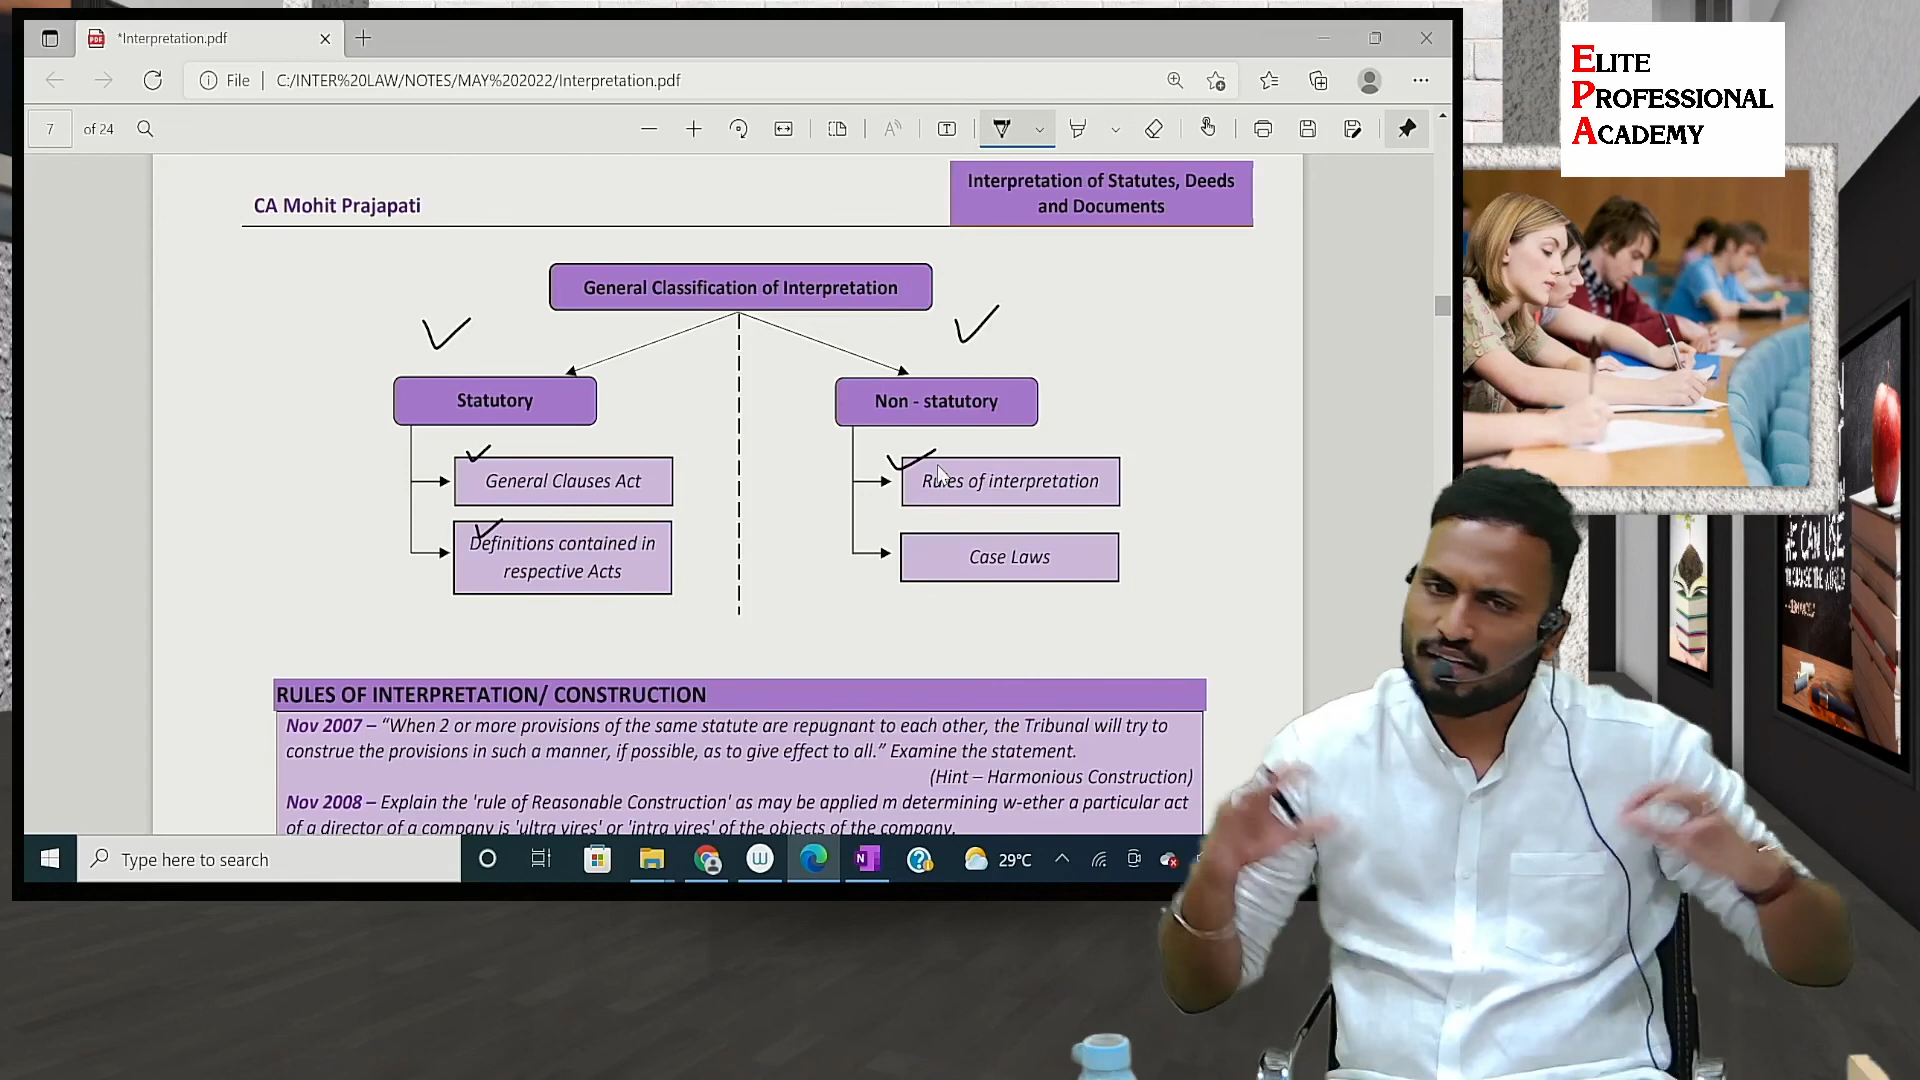 *Interpretation.pdf
File C:/INTER%20LAW/NOTES/MAY%202022/Interpretation.pdf
7 of 24
CA Mohit Prajapati
Interpretation of Statutes, Deeds
and Documents
General Classification of Interpretation
Statutory
Non - statutory
General Clauses Act
Rules of interpretation
Definitions contained in
respective Acts
Case Laws
RULES OF INTERPRETATION/ CONSTRUCTION
Nov 2007 – “When 2 or more provisions of the same statute are repugnant to each other, the Tribunal will try to
construe the provisions in such a manner, if possible, as to give effect to all.” Examine the statement.
(Hint – Harmonious Construction)
Nov 2008 – Explain the 'rule of Reasonable Construction' as may be applied m determining w-ether a particular act
of a director of a company is 'ultra vires' or 'intra vires' of the objects of the company.
Type here to search
29°C
ELITE
PROFESSIONAL
ACADEMY